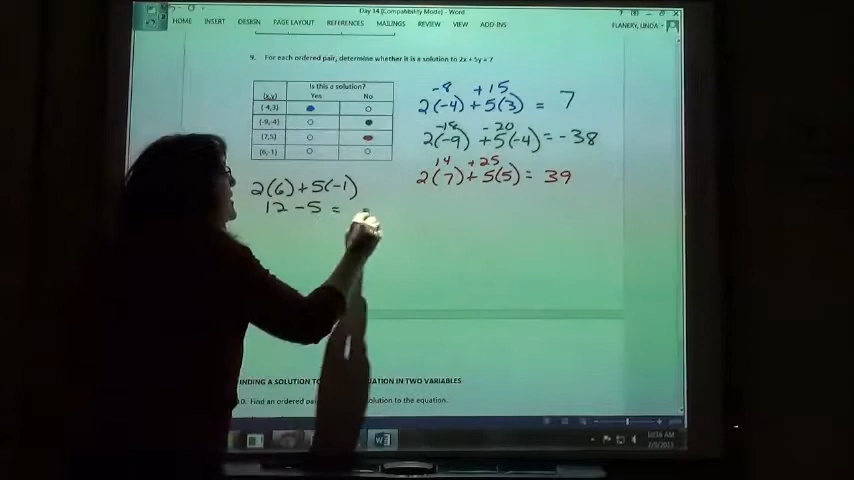 Day 14 [Compatibility Mode] - Word
HOME INSERT DESIGN PAGE LAYOUT REFERENCES MAILINGS REVIEW VIEW ADD-INS
FLANERY, LINDA
9. For each ordered pair, determine whether it is a solution to 2x + 5y = 7
Is this a solution?
(x,y) Yes No
(-4,3)
(-9,-4)
(7,5)
(6,-1)
-8 +15
2(-4) + 5(3) = 7
-18 -20
2(-9) +5(-4) = -38
14 +25
2(7) + 5(5) = 39
2(6) + 5(-1)
12 - 5 =
INDING A SOLUTION TO UATION IN TWO VARIABLES
0. Find an ordered pai olution to the equation.